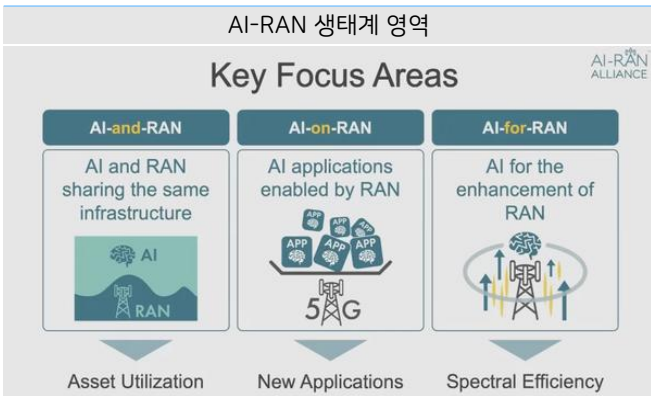 AI-RAN 생태계 영역
Key Focus Areas
AI-RAN
ALLIANCE
AI-and-RAN
AI and RAN
sharing the same
infrastructure
AI
RAN
Asset Utilization
AI-on-RAN
AI applications
enabled by RAN
APP
APP
APP
APP
APP
APP
5G
New Applications
AI-for-RAN
AI for the
enhancement of
RAN
Spectral Efficiency